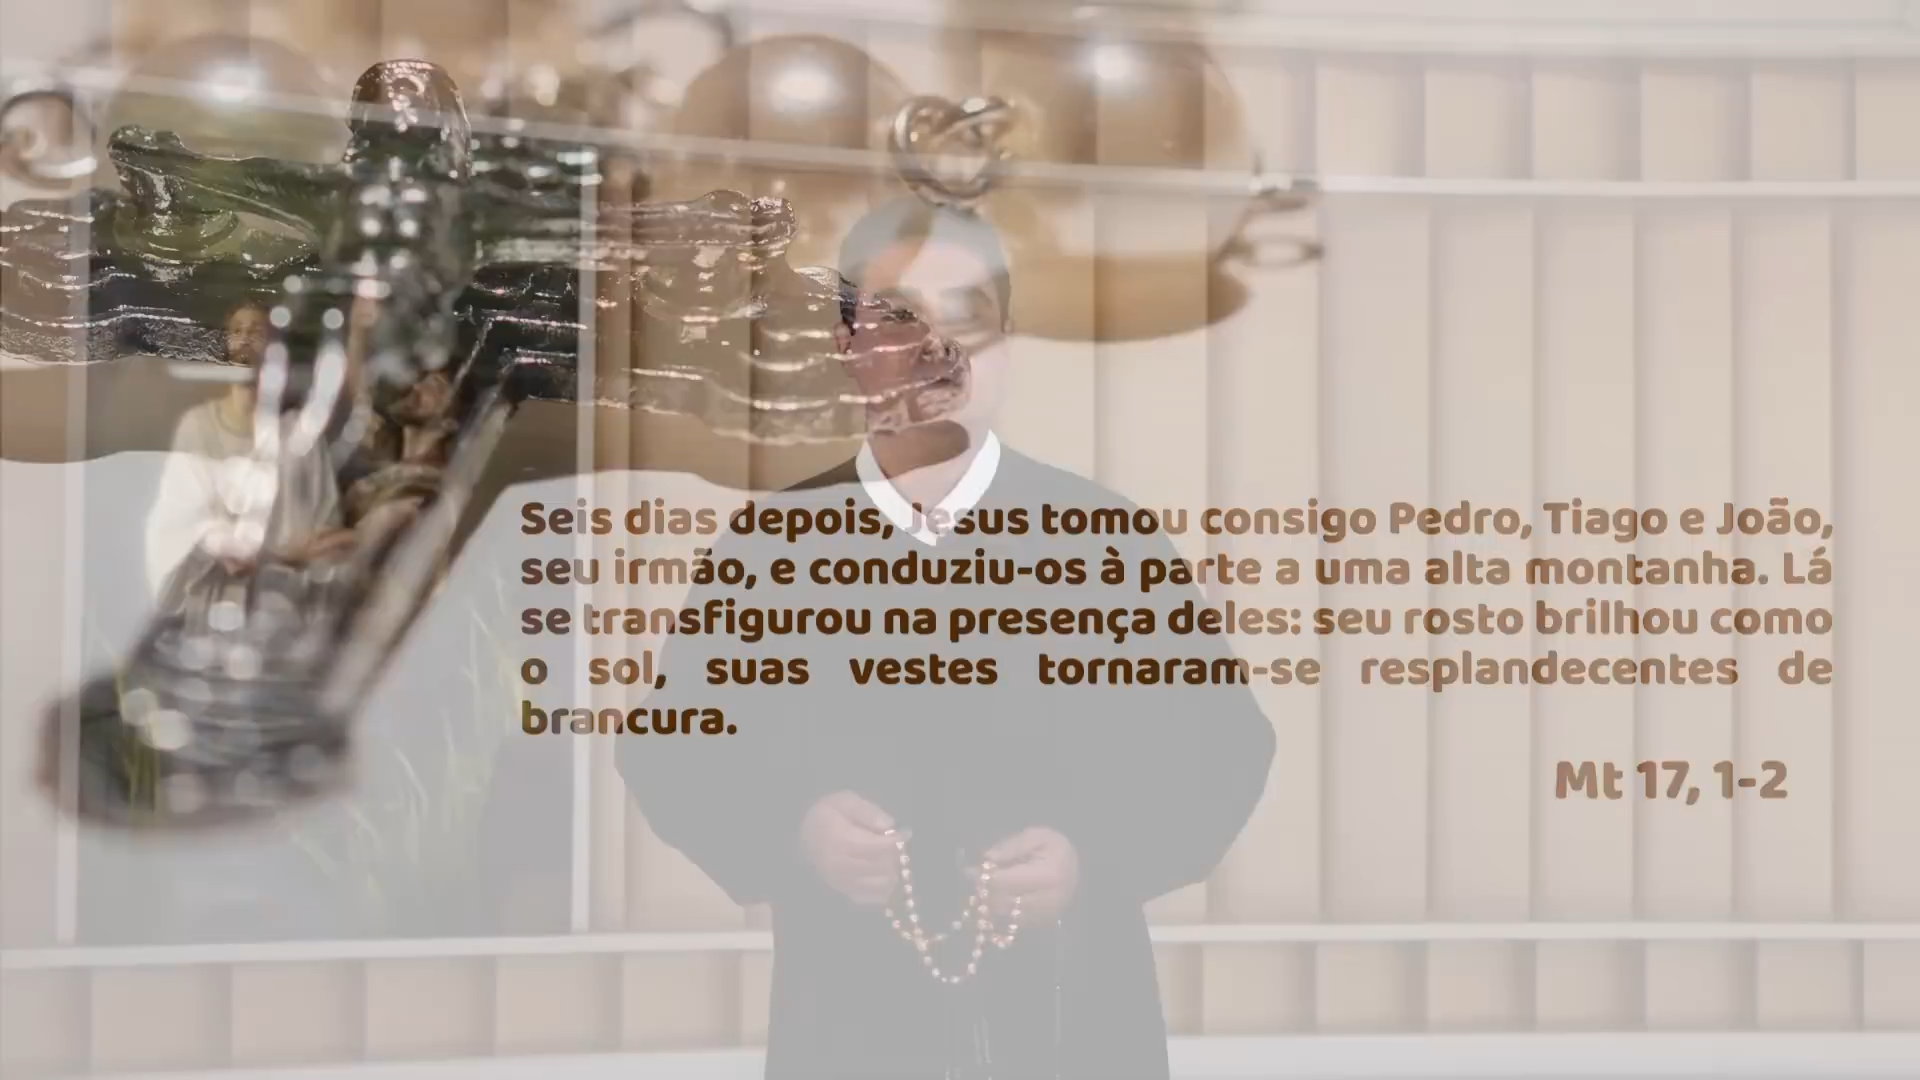 Seis dias depois, Jesus tomou consigo Pedro, Tiago e João,
seu irmão, e conduziu-os à parte a uma alta montanha. Lá
se transfigurou na presença deles: seu rosto brilhou como
o sol, suas vestes tornaram-se resplandecentes de
brancura.
Mt 17, 1-2